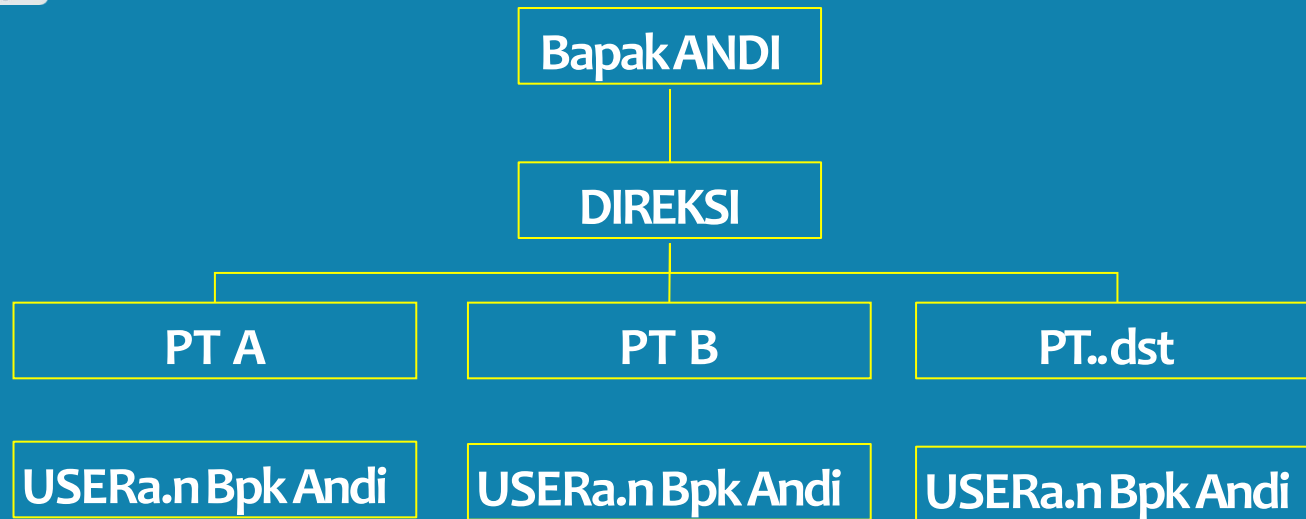 Bapak ANDI
DIREKSI
PT A
PT B
PT..dst
USERa.n Bpk Andi
USERa.n Bpk Andi
USERa.n Bpk Andi